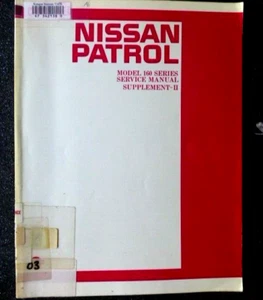 NISSAN
PATROL
MODEL 160 SERIES
SERVICE MANUAL
SUPPLEMENT-II
03